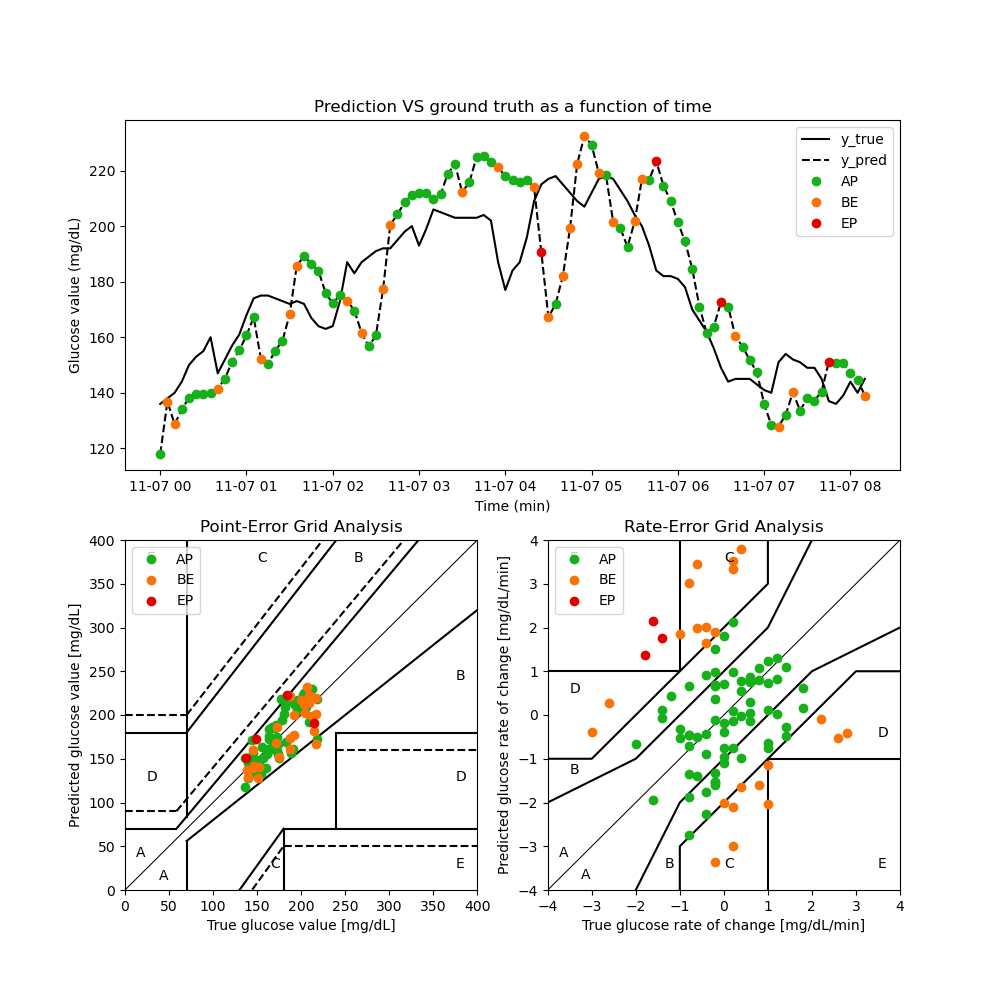 Prediction VS ground truth as a function of time
Glucose value (mg/dL)
220
200
180
160
140
120
y_true
y_pred
AP
BE
EP
11-07 00 11-07 01 11-07 02 11-07 03 11-07 04 11-07 05 11-07 06 11-07 07 11-07 08
Time (min)
Point-Error Grid Analysis
Predicted glucose value [mg/dL]
400
350
300
250
200
150
100
50
0
AP
BE
EP
C
B
B
D
D
A
A
C
E
0 50 100 150 200 250 300 350 400
True glucose value [mg/dL]
Rate-Error Grid Analysis
Predicted glucose rate of change [mg/dL/min]
4
3
2
1
0
−1
−2
−3
−4
AP
BE
EP
C
D
D
B
A
A
B
C
E
−4 −3 −2 −1 0 1 2 3 4
True glucose rate of change [mg/dL/min]